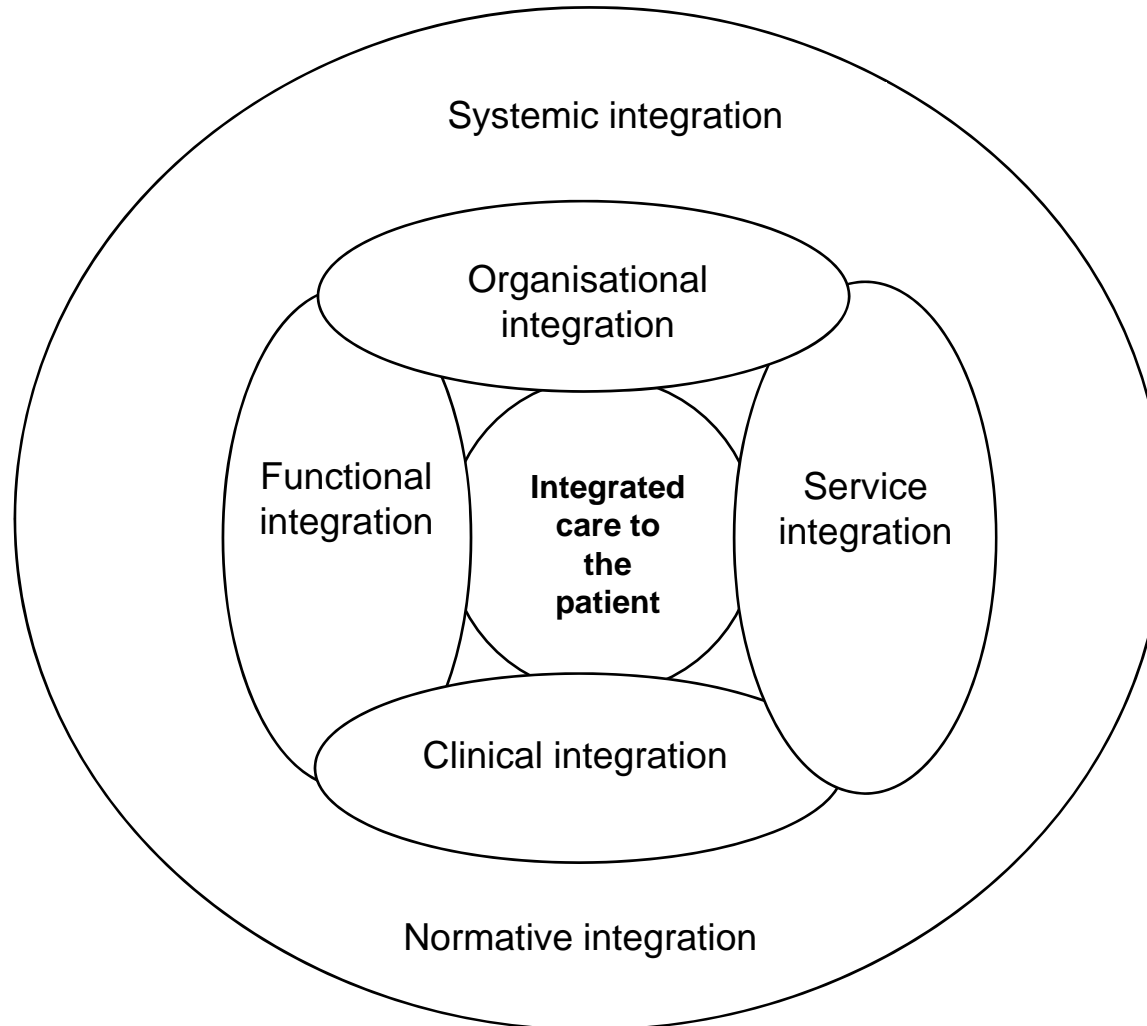 Systemic integration
Organisational
integration
Functional
integration
Integrated
care to
the
patient
Service
integration
Clinical integration
Normative integration